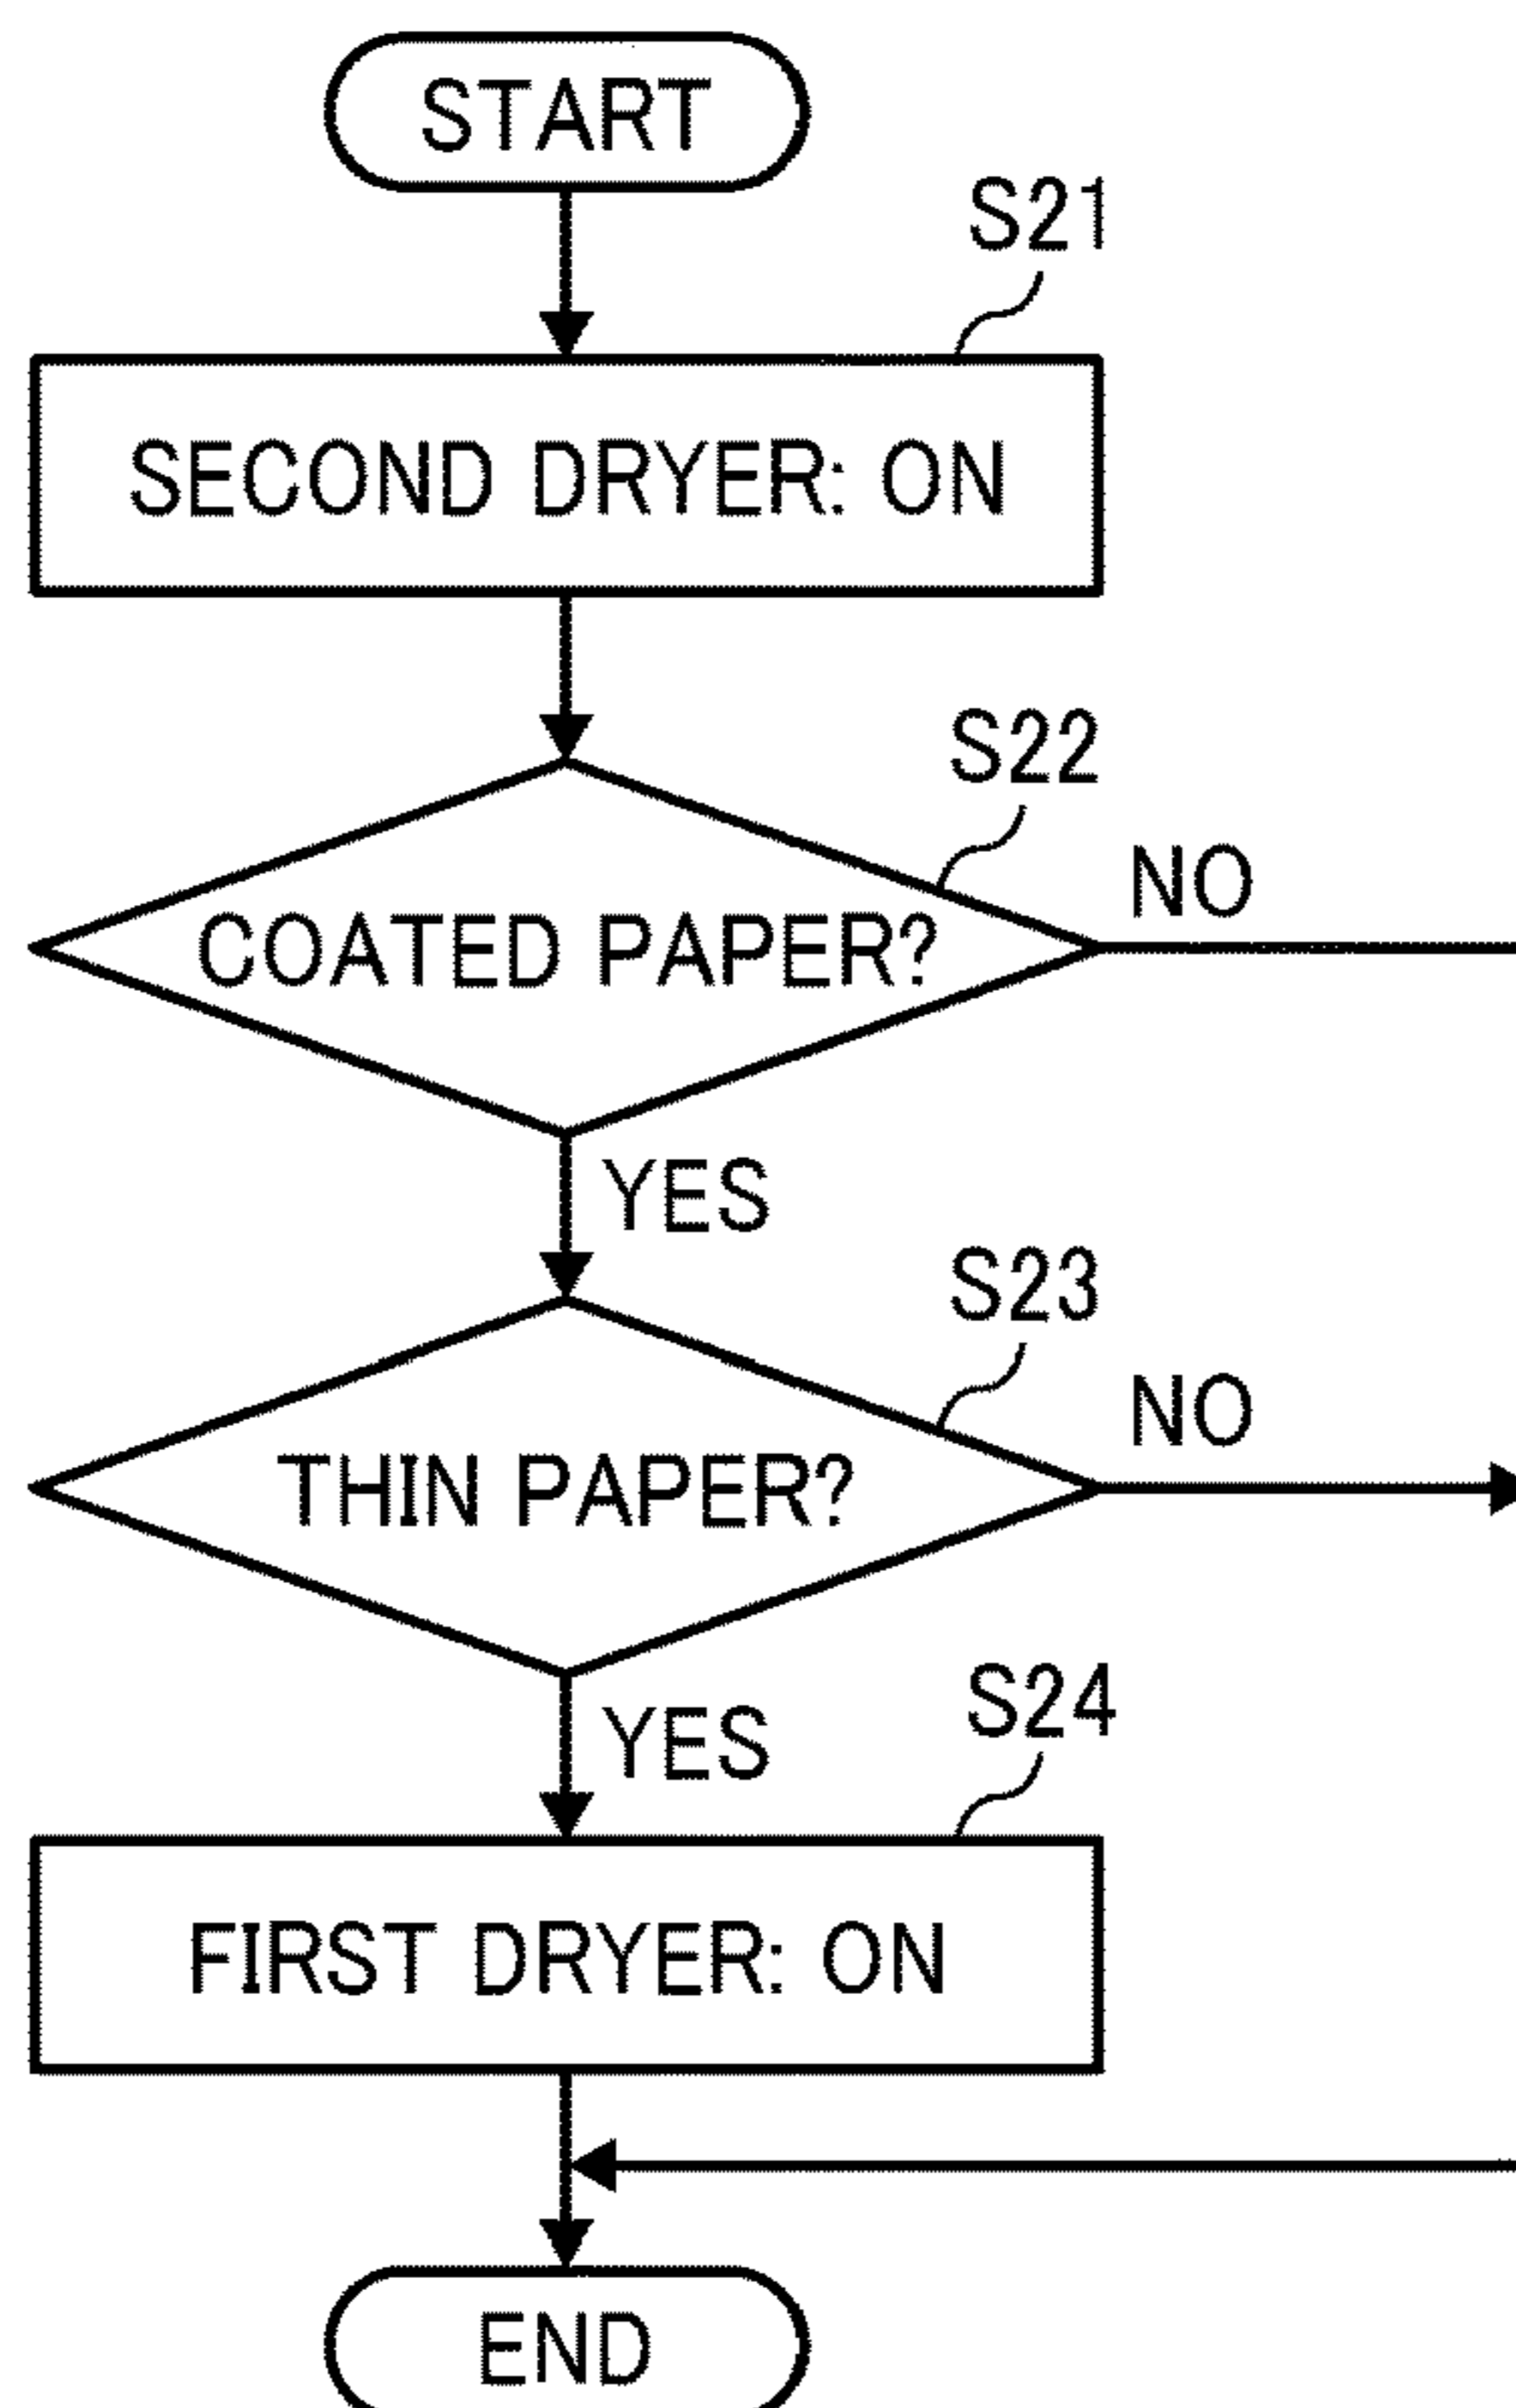 START
S21
SECOND DRYER: ON
S22
NO
COATED PAPER?
YES
S23
NO
THIN PAPER?
YES
S24
FIRST DRYER: ON
END